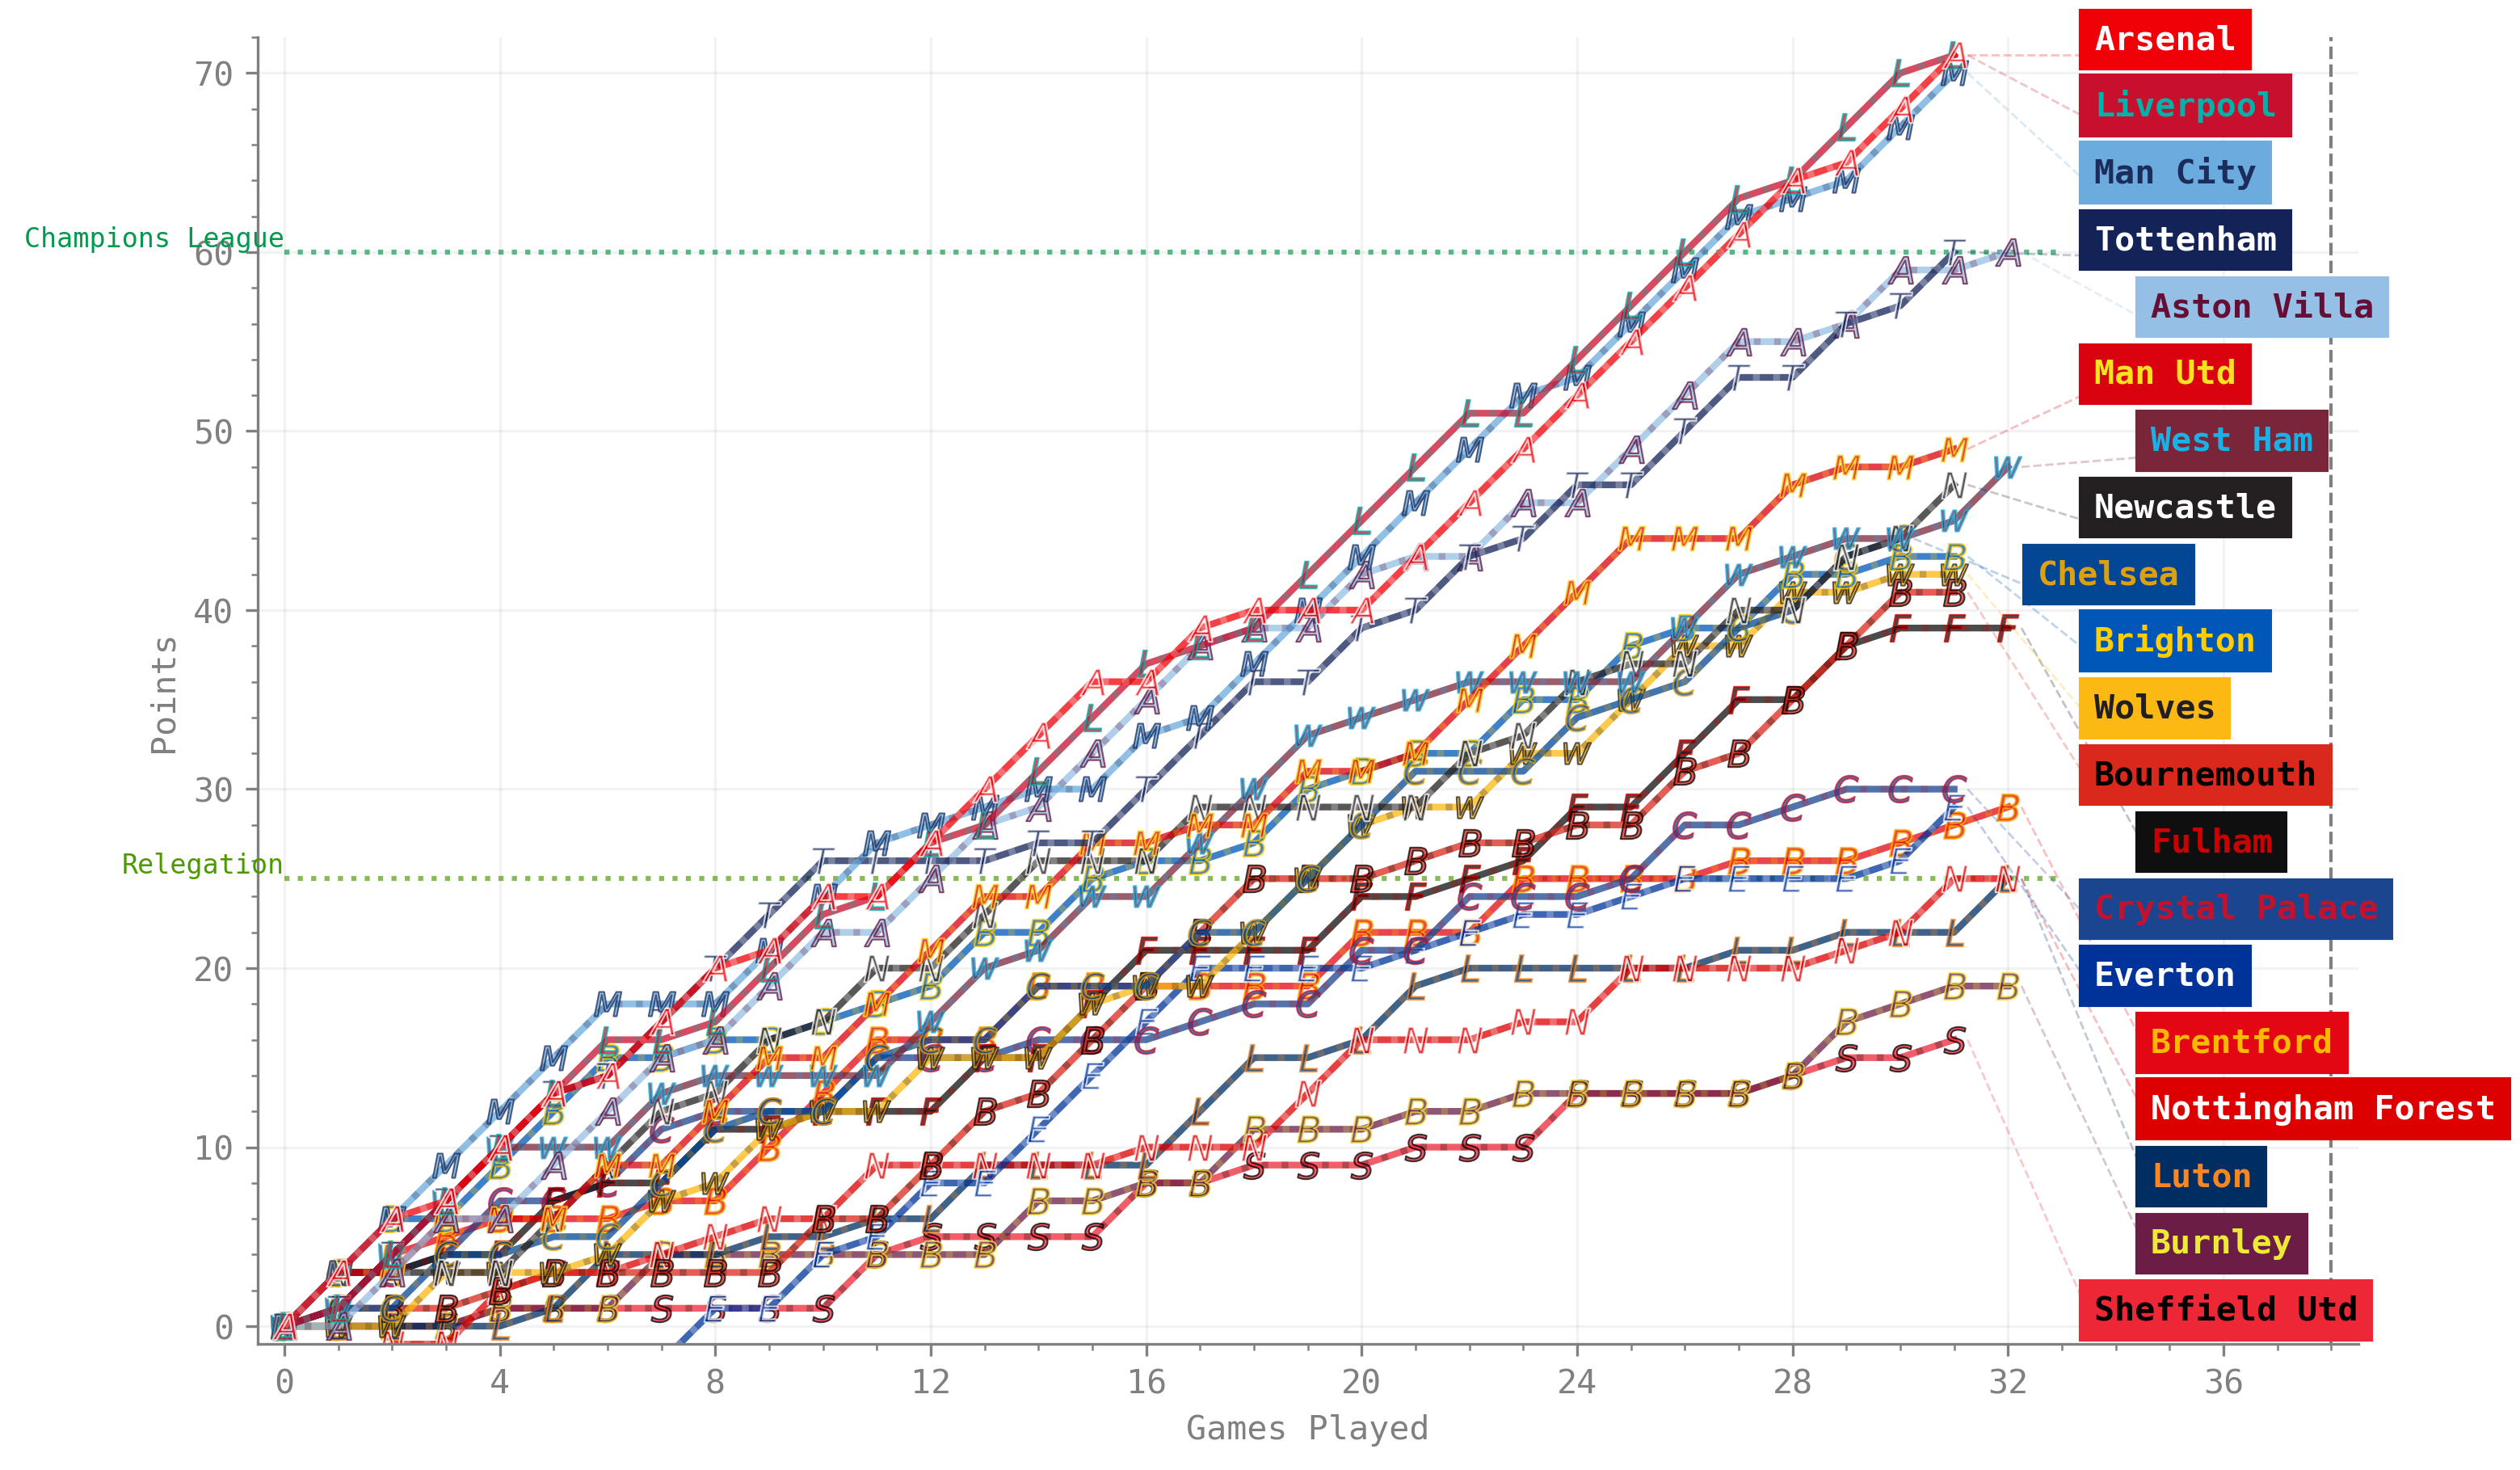 Arsenal
70
Liverpool
Man City
Champions League
Tottenham
60
Aston Villa
Man Utd
50
West Ham
Newcastle
Chelsea
40
Brighton
Points
Wolves
30
Bournemouth
Fulham
Relegation
Crystal Palace
20
Everton
Brentford
10
Nottingham Forest
Luton
Burnley
0
Sheffield Utd
0 4 8 12 16 20 24 28 32 36
Games Played